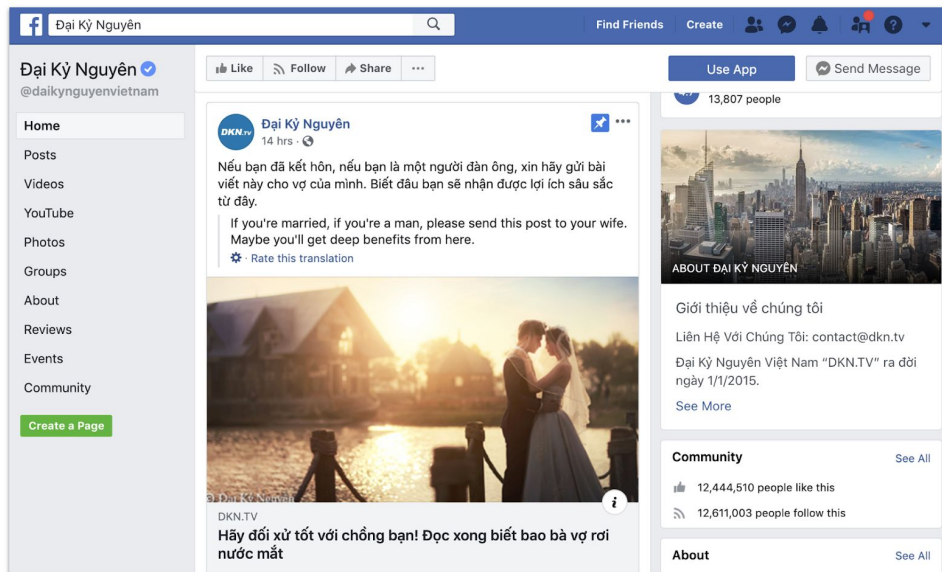 Đại Kỷ Nguyên
Find Friends
Create
Đại Kỷ Nguyên
@daikynguyenvietnam
Home
Posts
Videos
YouTube
Photos
Groups
About
Reviews
Events
Community
Create a Page
Like
Follow
Share
Use App
Send Message
DKN.TV
Đại Kỷ Nguyên
14 hrs ·
Nếu bạn đã kết hôn, nếu bạn là một người đàn ông, xin hãy gửi bài
viết này cho vợ của mình. Biết đâu bạn sẽ nhận được lợi ích sâu sắc
từ đây.
If you're married, if you're a man, please send this post to your wife.
Maybe you'll get deep benefits from here.
· Rate this translation
Đại Kỷ Nguyên
DKN.TV
Hãy đối xử tốt với chồng bạn! Đọc xong biết bao bà vợ rơi
nước mắt
13,807 people
ABOUT ĐẠI KỶ NGUYÊN
Giới thiệu về chúng tôi
Liên Hệ Với Chúng Tôi: contact@dkn.tv
Đại Kỷ Nguyên Việt Nam “DKN.TV” ra đời
ngày 1/1/2015.
See More
Community
See All
12,444,510 people like this
12,611,003 people follow this
About
See All